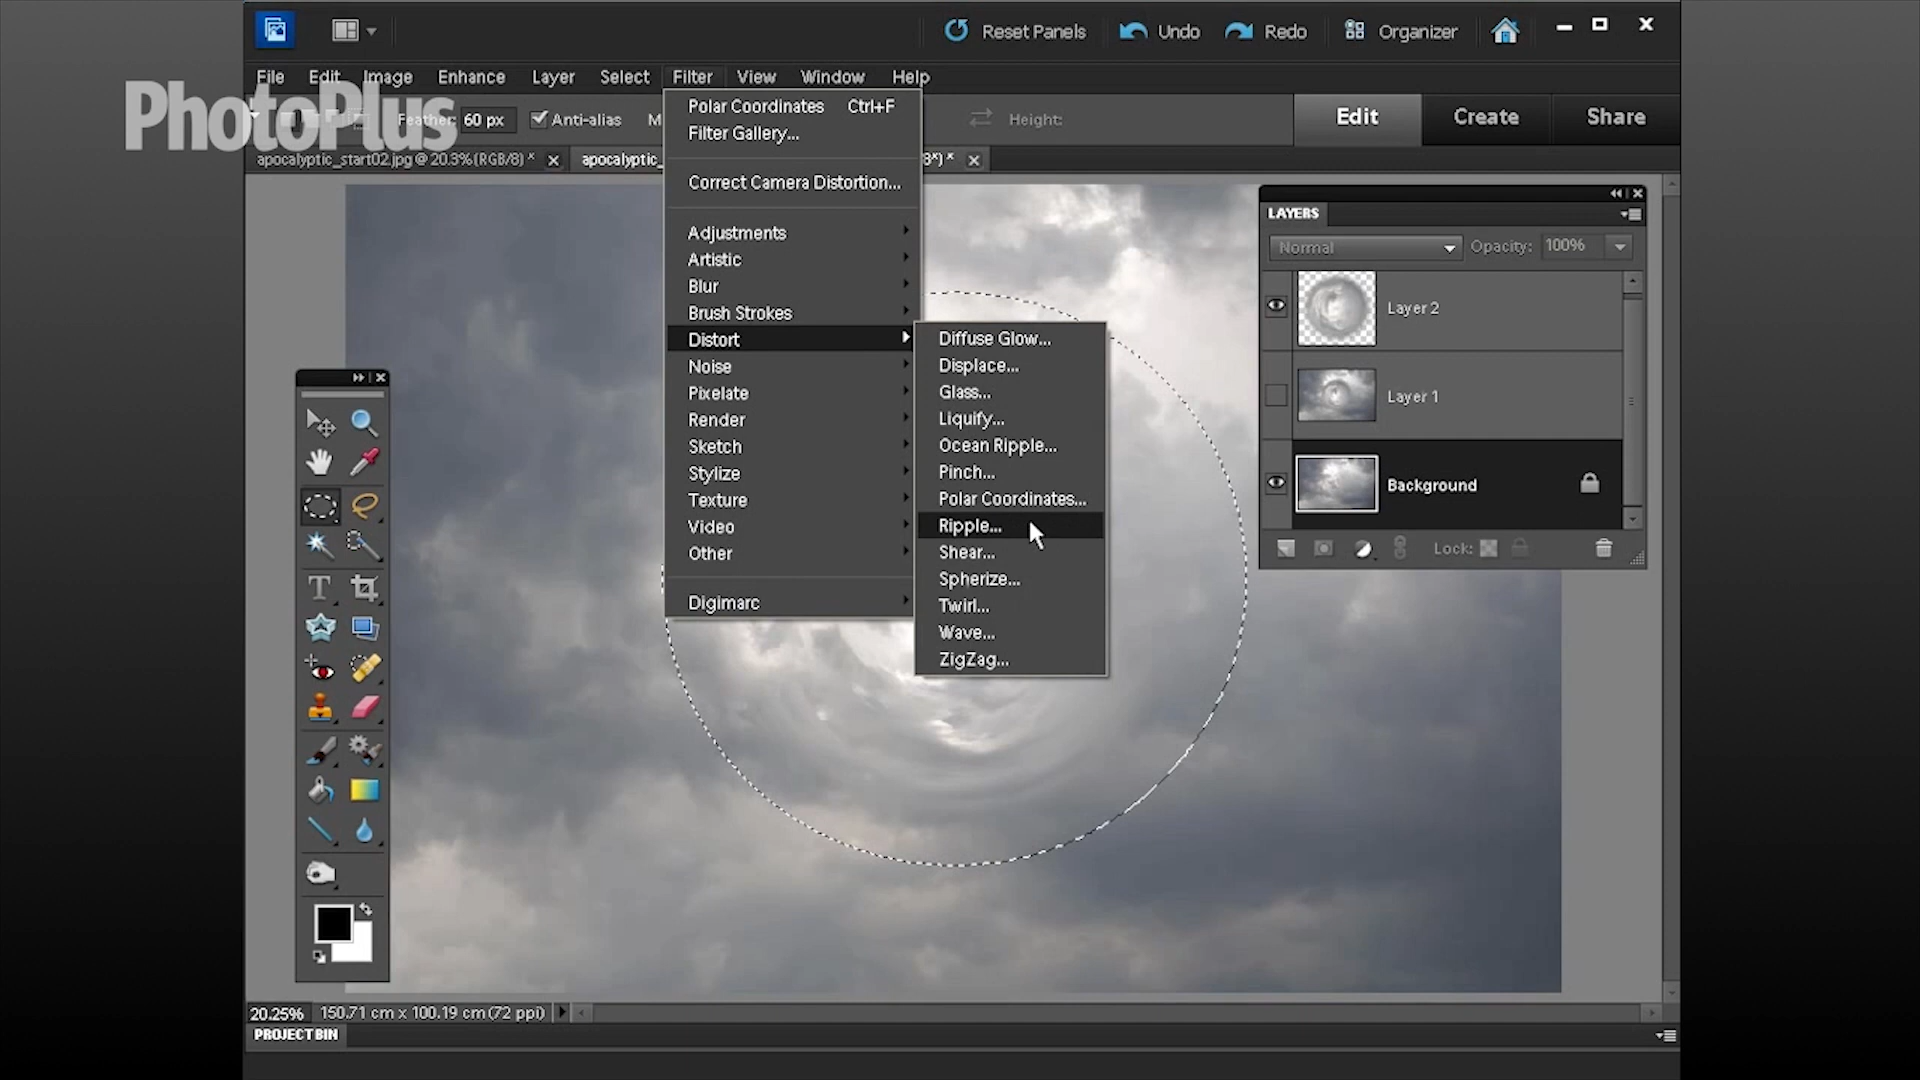 Reset Panels Undo Redo Organizer
File Edit Image Enhance Layer Select Filter View Window Help
PhotoPlus
Feather: 60 px Anti-alias M Height:
Edit Create Share
apocalyptic_start02.jpg @ 20.3% (RGB/8) * apocalyptic_ 8*) *
Polar Coordinates Ctrl+F
Filter Gallery...
Correct Camera Distortion...
Adjustments
Artistic
Blur
Brush Strokes
Distort
Noise
Pixelate
Render
Sketch
Stylize
Texture
Video
Other
Digimarc
Diffuse Glow...
Displace...
Glass...
Liquify...
Ocean Ripple...
Pinch...
Polar Coordinates...
Ripple...
Shear...
Spherize...
Twirl...
Wave...
ZigZag...
LAYERS
Normal Opacity: 100%
Layer 2
Layer 1
Background
Lock:
20.25% 150.71 cm x 100.19 cm (72 ppi)
PROJECT BIN